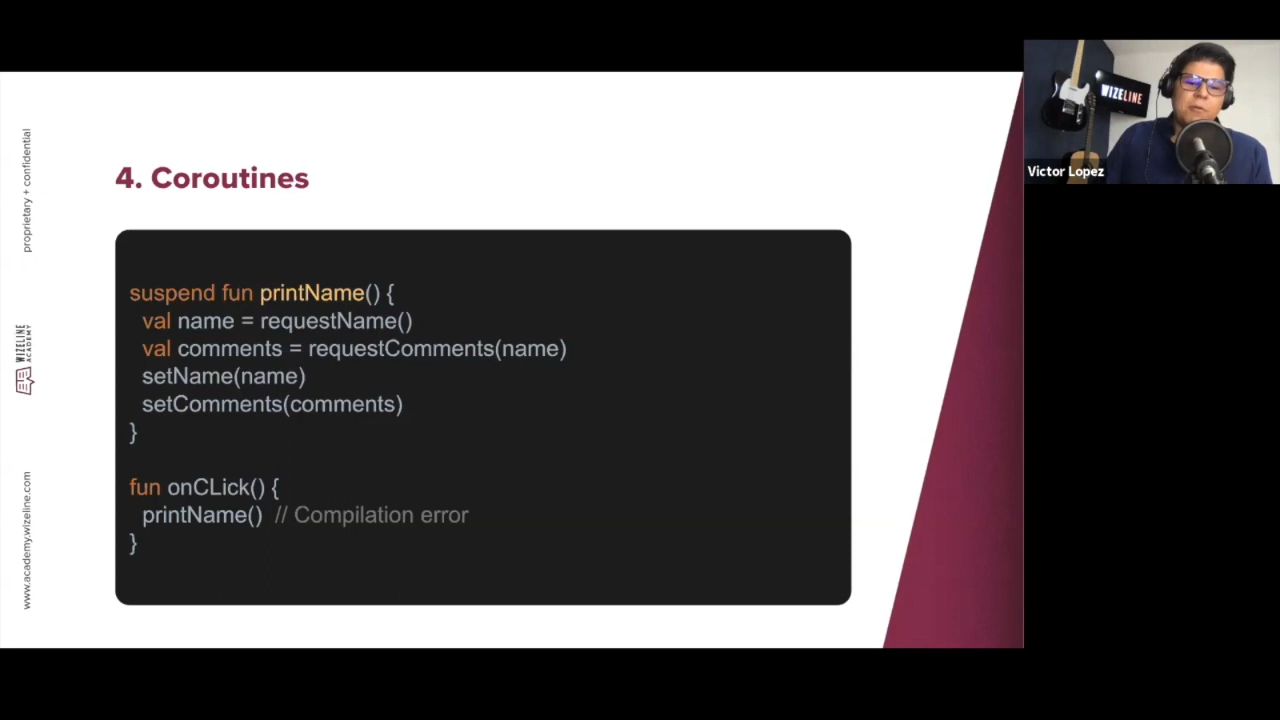 proprietary + confidential
WIZELINE
ACADEMY
www.academy.wizeline.com
4. Coroutines
suspend fun printName() {
val name = requestName()
val comments = requestComments(name)
setName(name)
setComments(comments)
}
fun onCLick() {
printName() // Compilation error
}
WIZELINE
Victor Lopez